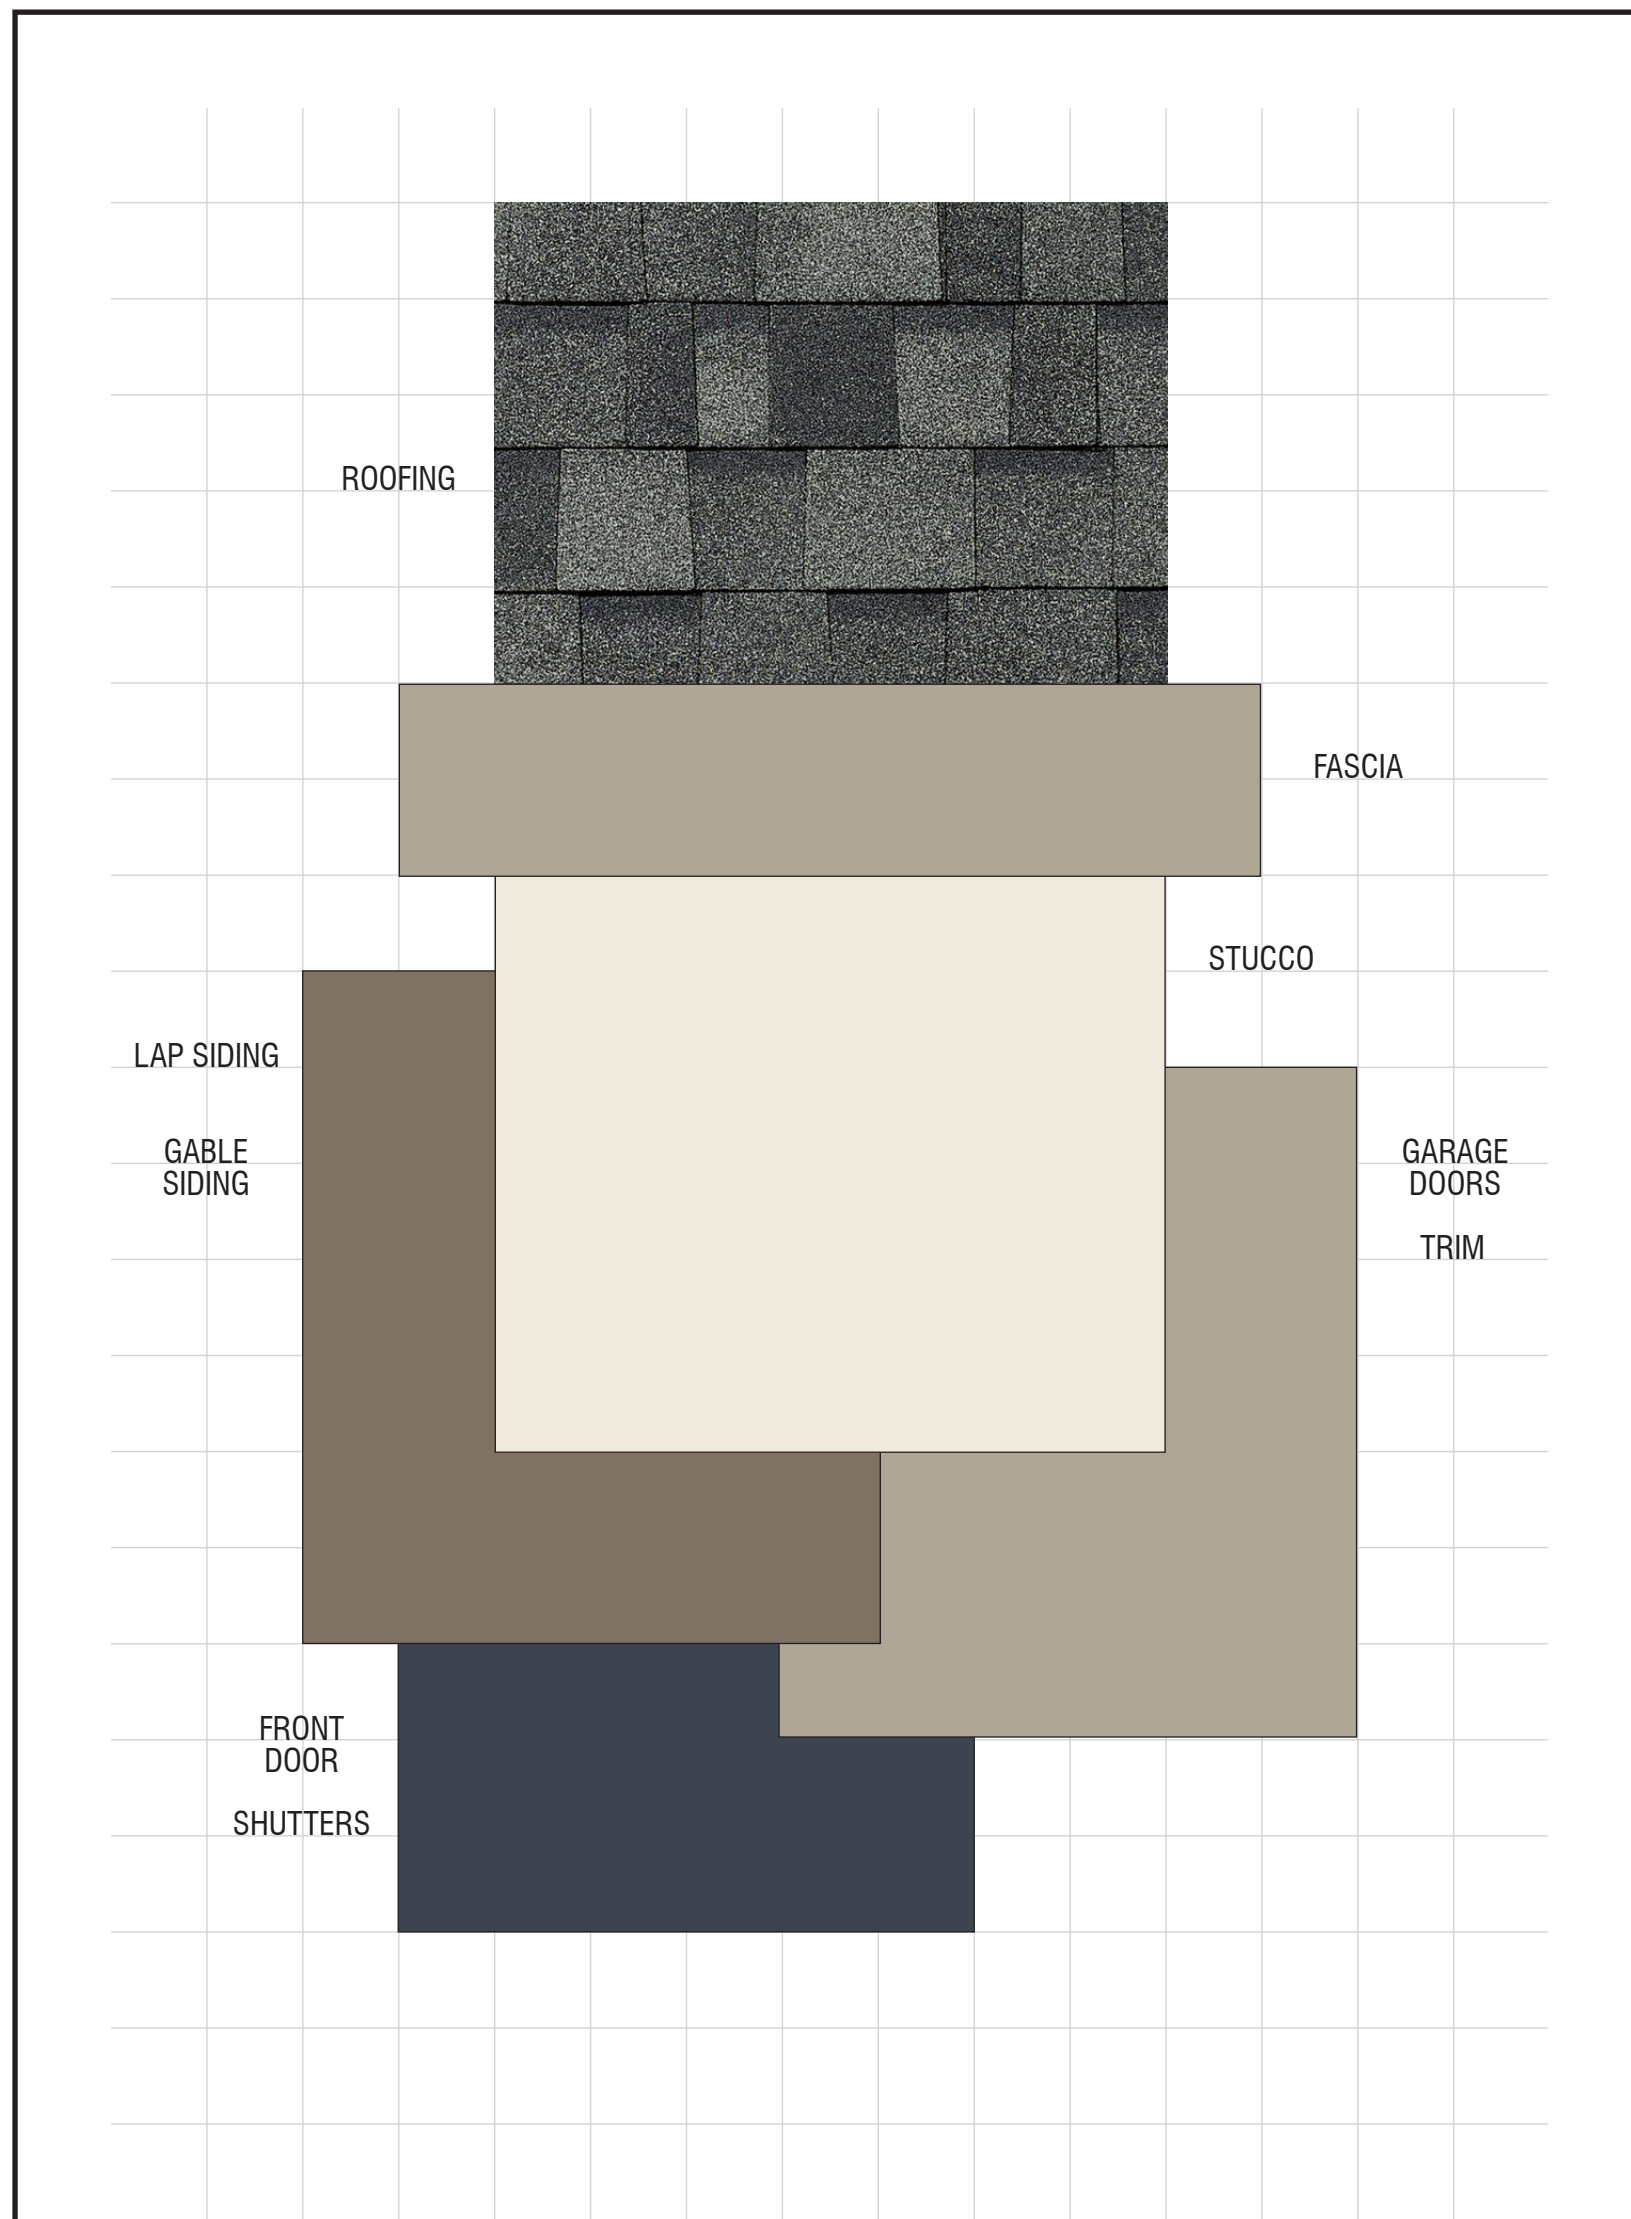 ROOFING
FASCIA
STUCCO
LAP SIDING
GABLE
SIDING
GARAGE
DOORS
TRIM
FRONT
DOOR
SHUTTERS